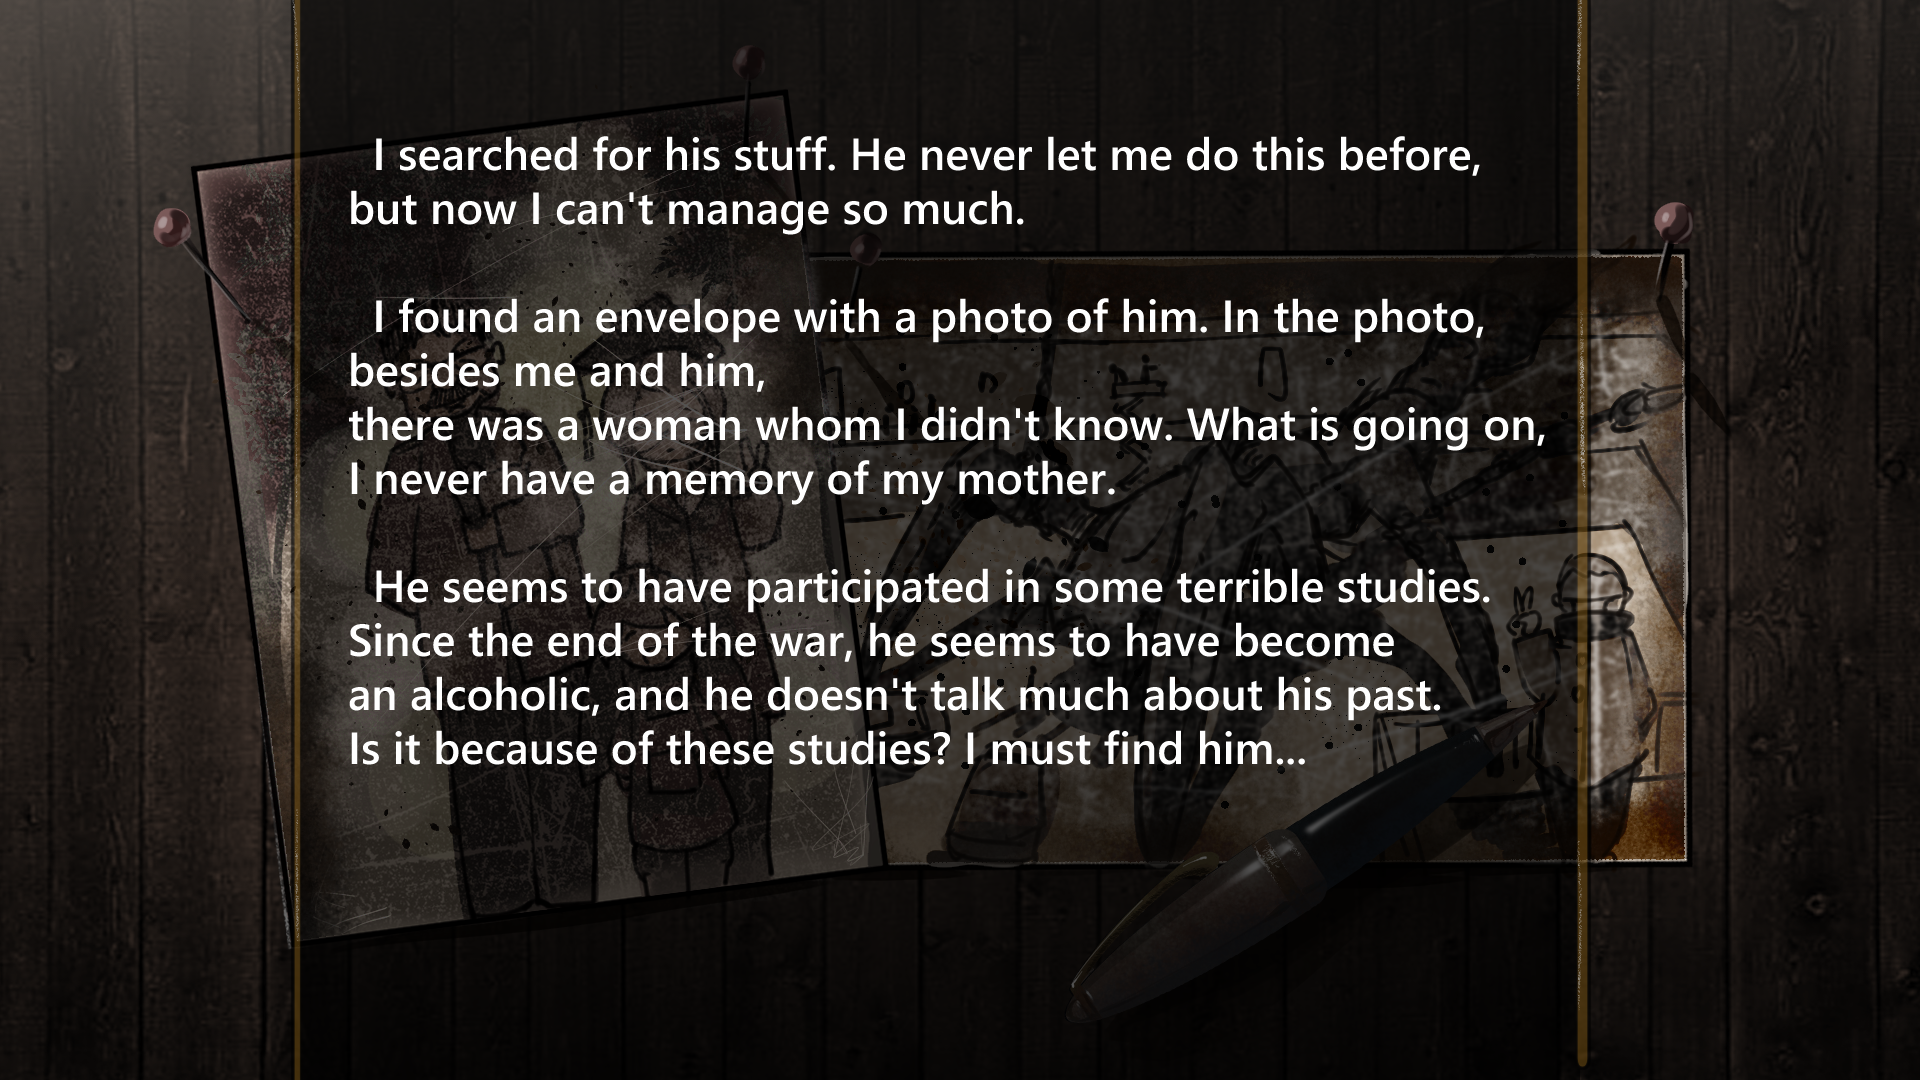 I searched for his stuff. He never let me do this before,
but now I can't manage so much.
I found an envelope with a photo of him. In the photo,
besides me and him,
there was a woman whom I didn't know. What is going on,
I never have a memory of my mother.
He seems to have participated in some terrible studies.
Since the end of the war, he seems to have become
an alcoholic, and he doesn't talk much about his past.
Is it because of these studies? I must find him...